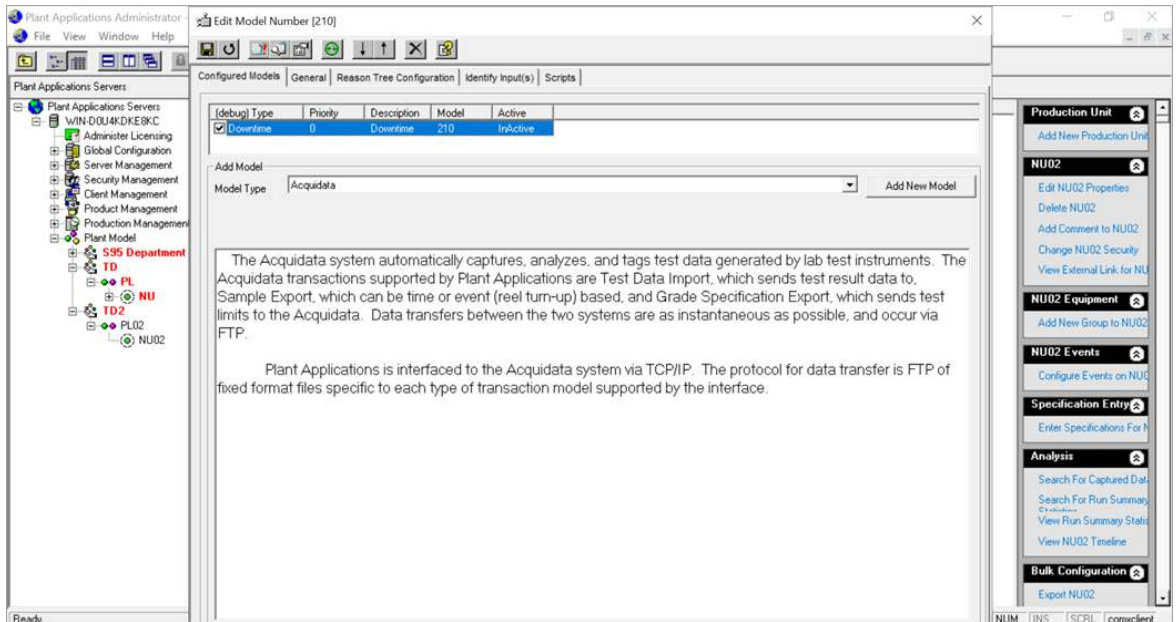 Plant Applications Administrator -
Edit Model Number [210]
File View Window Help
Configured Models General Reason Tree Configuration Identify Input(s) Scripts
Plant Applications Servers
Plant Applications Servers
WIN-D0U4KDKE8KC
Administer Licensing
Global Configuration
Server Management
Security Management
Client Management
Product Management
Production Management
Plant Model
S95 Department
TD
PL
NU
TD2
PL02
NU02
(debug) Type Priority Description Model Active
Downtime 0 Downtime 210 InActive
Add Model
Model Type Acquidata Add New Model
The Acquidata system automatically captures, analyzes, and tags test data generated by lab test instruments. The
Acquidata transactions supported by Plant Applications are Test Data Import, which sends test result data to,
Sample Export, which can be time or event (reel turn-up) based, and Grade Specification Export, which sends test
limits to the Acquidata. Data transfers between the two systems are as instantaneous as possible, and occur via
FTP.
Plant Applications is interfaced to the Acquidata system via TCP/IP. The protocol for data transfer is FTP of
fixed format files specific to each type of transaction model supported by the interface.
Production Unit
Add New Production Unit
NU02
Edit NU02 Properties
Delete NU02
Add Comment to NU02
Change NU02 Security
View External Link for NU
NU02 Equipment
Add New Group to NU02
NU02 Events
Configure Events on NU0
Specification Entry
Enter Specifications For N
Analysis
Search For Captured Data
Search For Run Summary
Statistics
View Run Summary Statis
View NU02 Timeline
Bulk Configuration
Export NU02
Ready
NUM INS SCRL comxclient